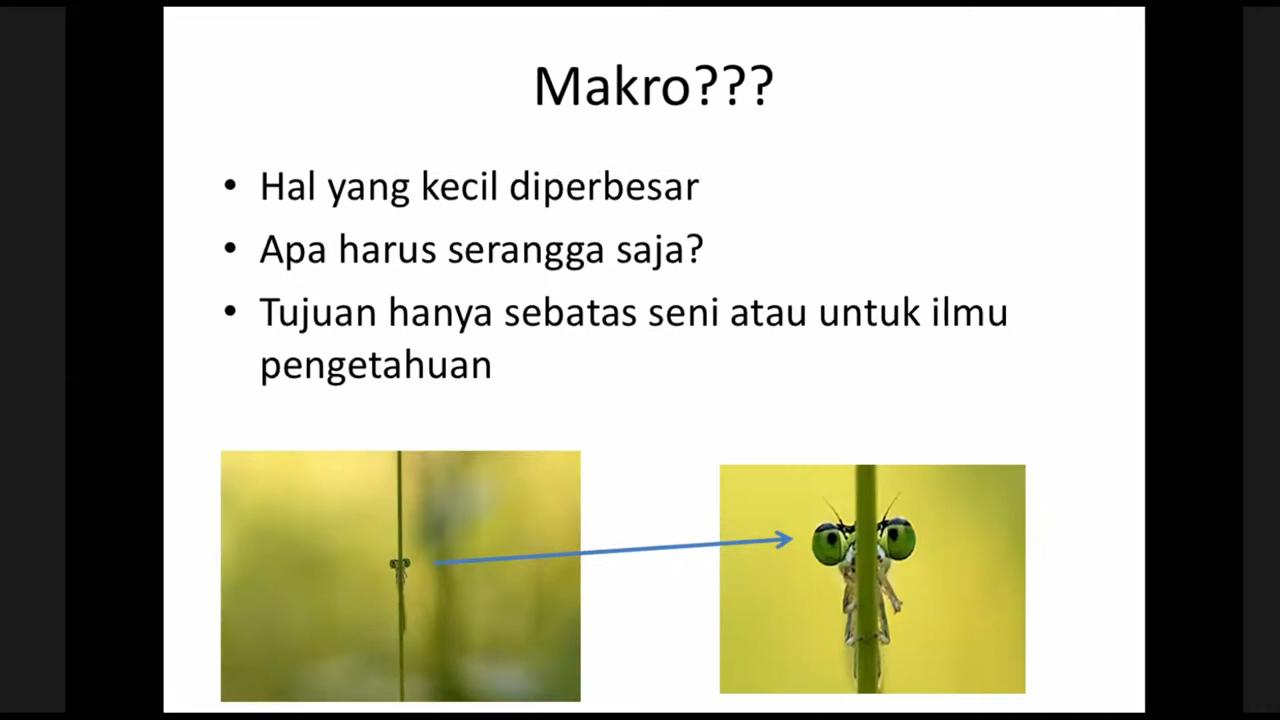 Makro???
• Hal yang kecil diperbesar
• Apa harus serangga saja?
• Tujuan hanya sebatas seni atau untuk ilmu
pengetahuan